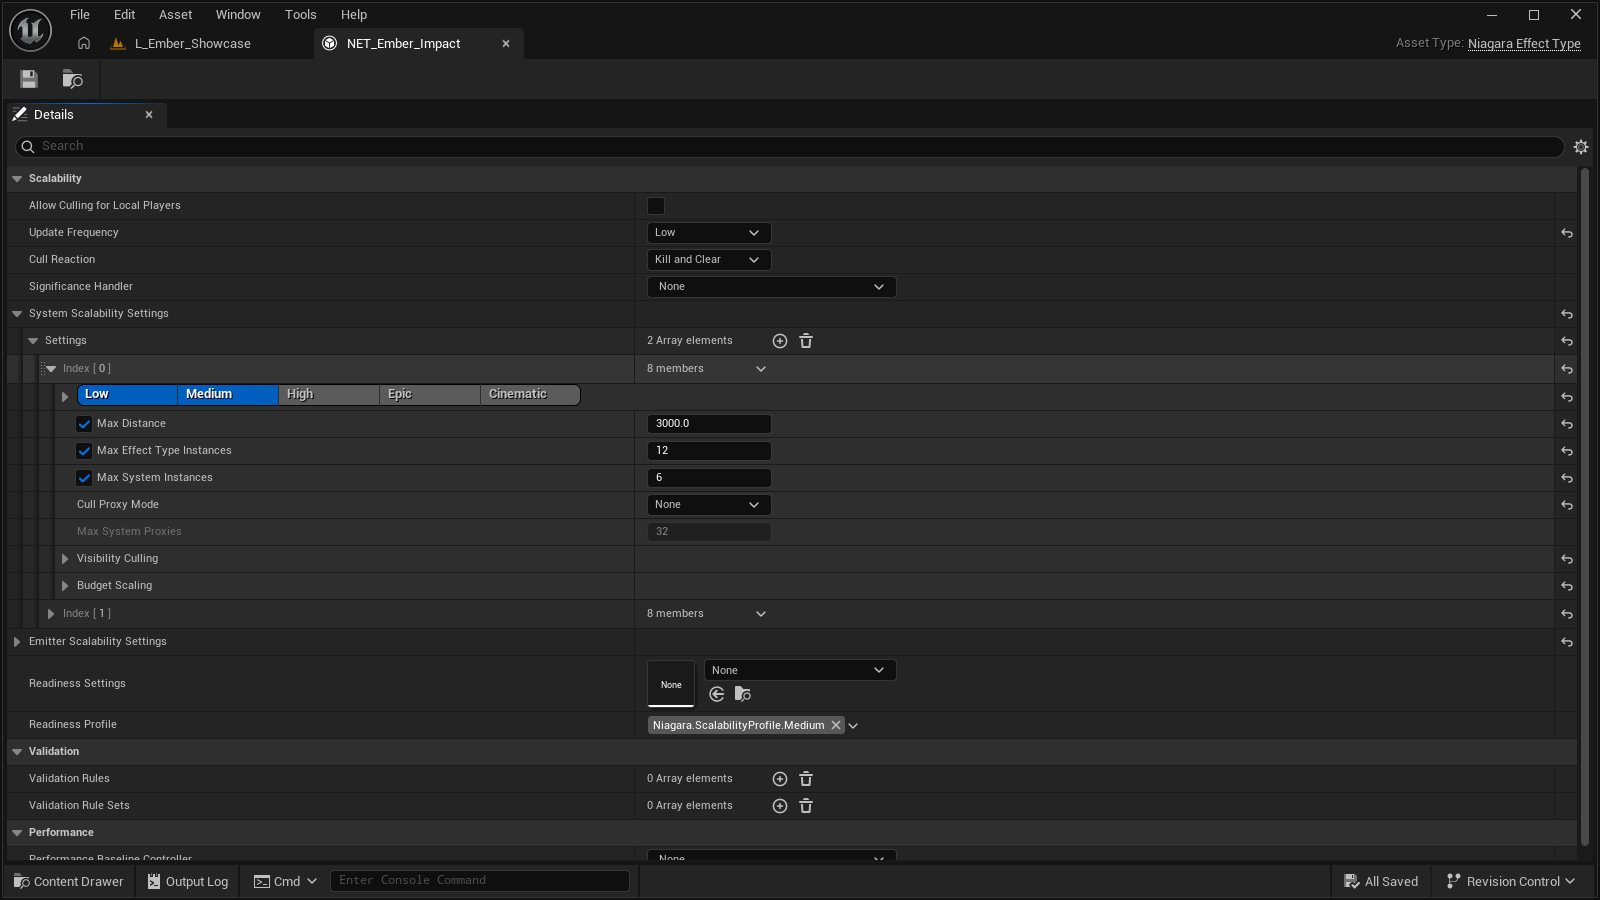 File Edit Asset Window Tools Help
L_Ember_Showcase NET_Ember_Impact Asset Type: Niagara Effect Type
Details
Search
Scalability
Allow Culling for Local Players
Update Frequency Low
Cull Reaction Kill and Clear
Significance Handler None
System Scalability Settings
Settings 2 Array elements
Index [ 0 ] 8 members
Low Medium High Epic Cinematic
Max Distance 3000.0
Max Effect Type Instances 12
Max System Instances 6
Cull Proxy Mode None
Max System Proxies 32
Visibility Culling
Budget Scaling
Index [ 1 ] 8 members
Emitter Scalability Settings
None
Readiness Settings None
Readiness Profile Niagara.ScalabilityProfile.Medium
Validation
Validation Rules 0 Array elements
Validation Rule Sets 0 Array elements
Performance
Performance Baseline Controller None
Content Drawer Output Log Cmd Enter Console Command All Saved Revision Control